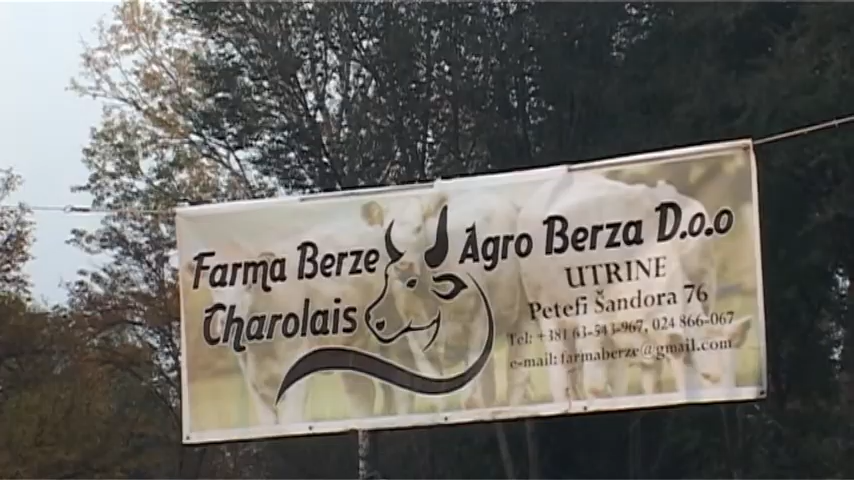 Farma Berze
Charolais
Agro Berza D.o.o
UTRINE
Petefi Šandora 76
Tel: +381 63-543-967, 024 866-067
e-mail: farmaberze@gmail.com